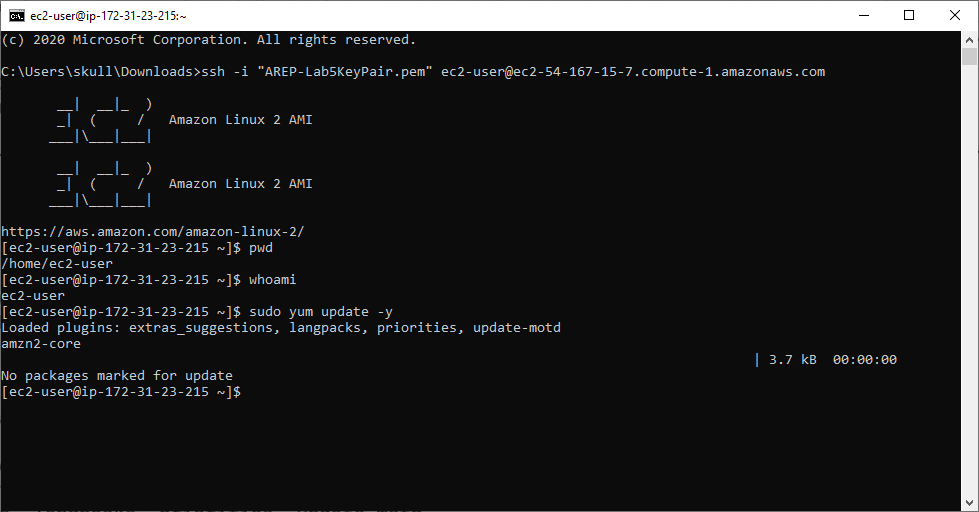 ec2-user@ip-172-31-23-215:~
(c) 2020 Microsoft Corporation. All rights reserved.
C:\Users\skull\Downloads>ssh -i "AREP-Lab5KeyPair.pem" ec2-user@ec2-54-167-15-7.compute-1.amazonaws.com
       __|  __|_  )
       _|  (     /   Amazon Linux 2 AMI
      ___|\___|___|
       __|  __|_  )
       _|  (     /   Amazon Linux 2 AMI
      ___|\___|___|
https://aws.amazon.com/amazon-linux-2/
[ec2-user@ip-172-31-23-215 ~]$ pwd
/home/ec2-user
[ec2-user@ip-172-31-23-215 ~]$ whoami
ec2-user
[ec2-user@ip-172-31-23-215 ~]$ sudo yum update -y
Loaded plugins: extras_suggestions, langpacks, priorities, update-motd
amzn2-core
| 3.7 kB  00:00:00
No packages marked for update
[ec2-user@ip-172-31-23-215 ~]$